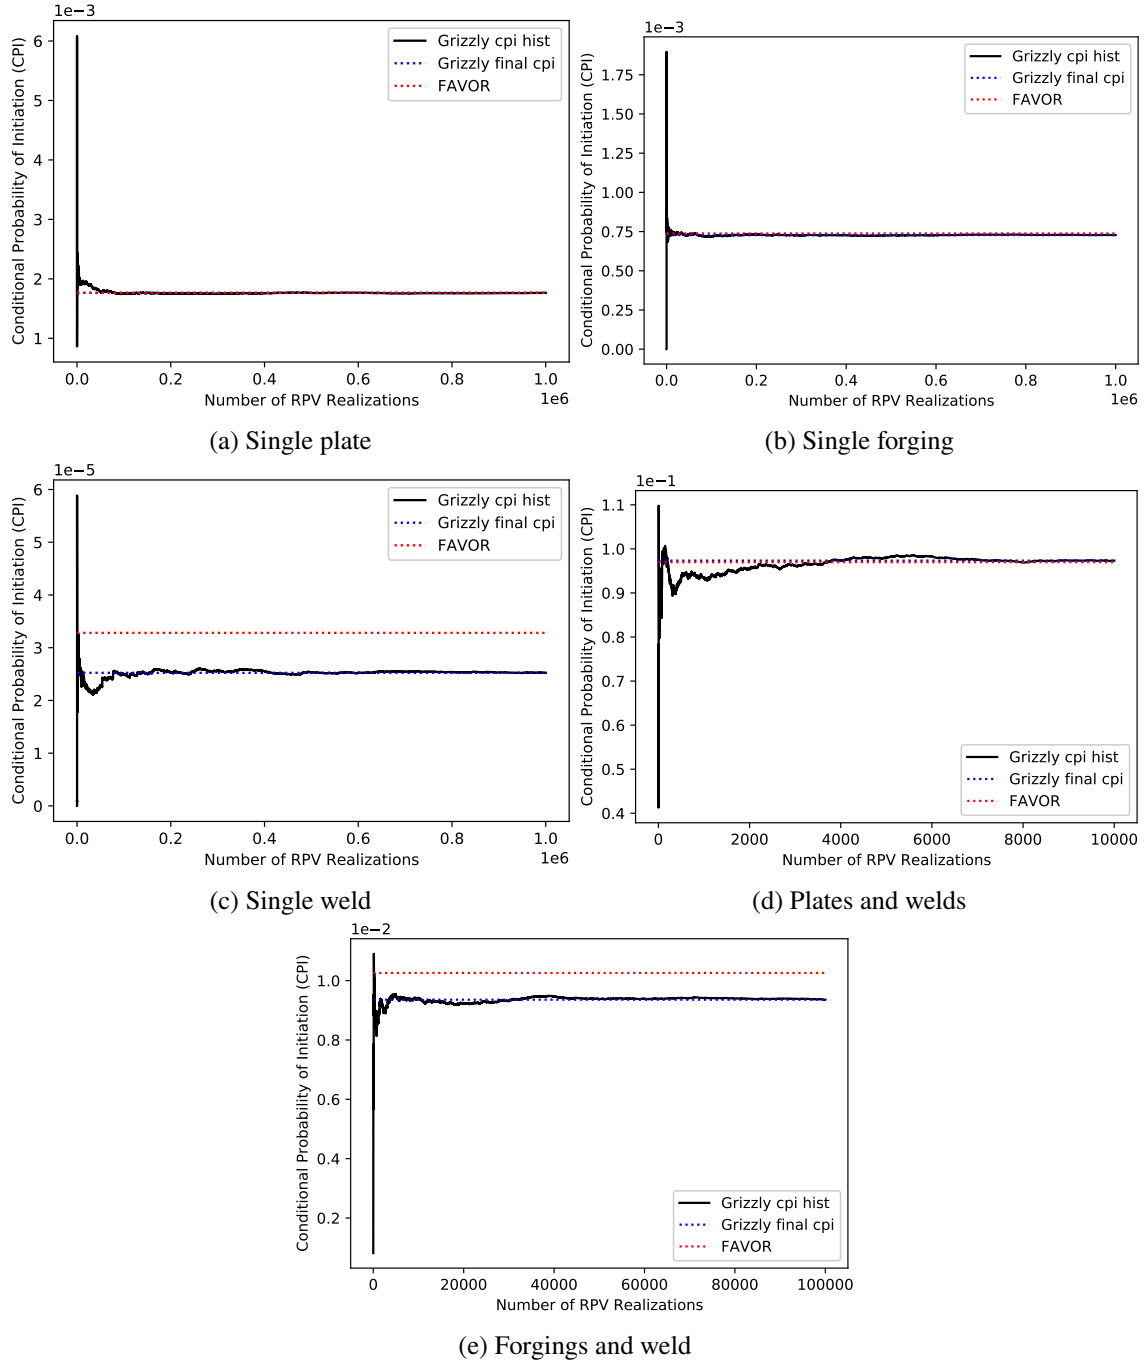 1e−3
6
5
4
3
2
1
Conditional Probability of Initiation (CPI)
Grizzly cpi hist
Grizzly final cpi
FAVOR
0.0 0.2 0.4 0.6 0.8 1.0
1e6
Number of RPV Realizations
(a) Single plate
1e−3
1.75
1.50
1.25
1.00
0.75
0.50
0.25
0.00
Conditional Probability of Initiation (CPI)
Grizzly cpi hist
Grizzly final cpi
FAVOR
0.0 0.2 0.4 0.6 0.8 1.0
1e6
Number of RPV Realizations
(b) Single forging
1e−5
6
5
4
3
2
1
0
Conditional Probability of Initiation (CPI)
Grizzly cpi hist
Grizzly final cpi
FAVOR
0.0 0.2 0.4 0.6 0.8 1.0
1e6
Number of RPV Realizations
(c) Single weld
1e−1
1.1
1.0
0.9
0.8
0.7
0.6
0.5
0.4
Conditional Probability of Initiation (CPI)
Grizzly cpi hist
Grizzly final cpi
FAVOR
0 2000 4000 6000 8000 10000
Number of RPV Realizations
(d) Plates and welds
1e−2
1.0
0.8
0.6
0.4
0.2
Conditional Probability of Initiation (CPI)
Grizzly cpi hist
Grizzly final cpi
FAVOR
0 20000 40000 60000 80000 100000
Number of RPV Realizations
(e) Forgings and weld